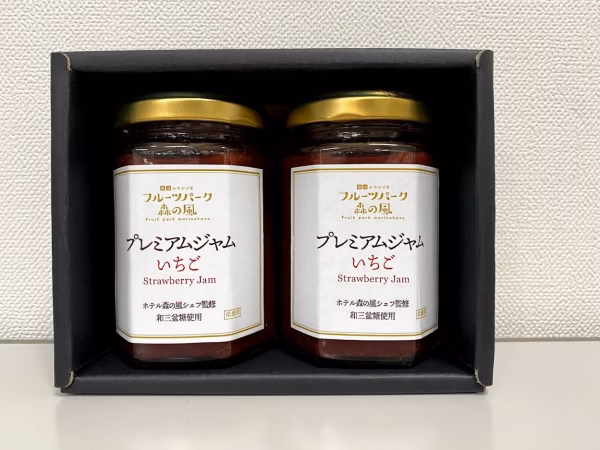 フルーツパーク
森の風
fruit park morinokaze
プレミアムジャム
いちご
Strawberry Jam
ホテル森の風シェフ監修
和三盆糖使用
フルーツパーク
森の風
fruit park morinokaze
プレミアムジャム
いちご
Strawberry Jam
ホテル森の風シェフ監修
和三盆糖使用